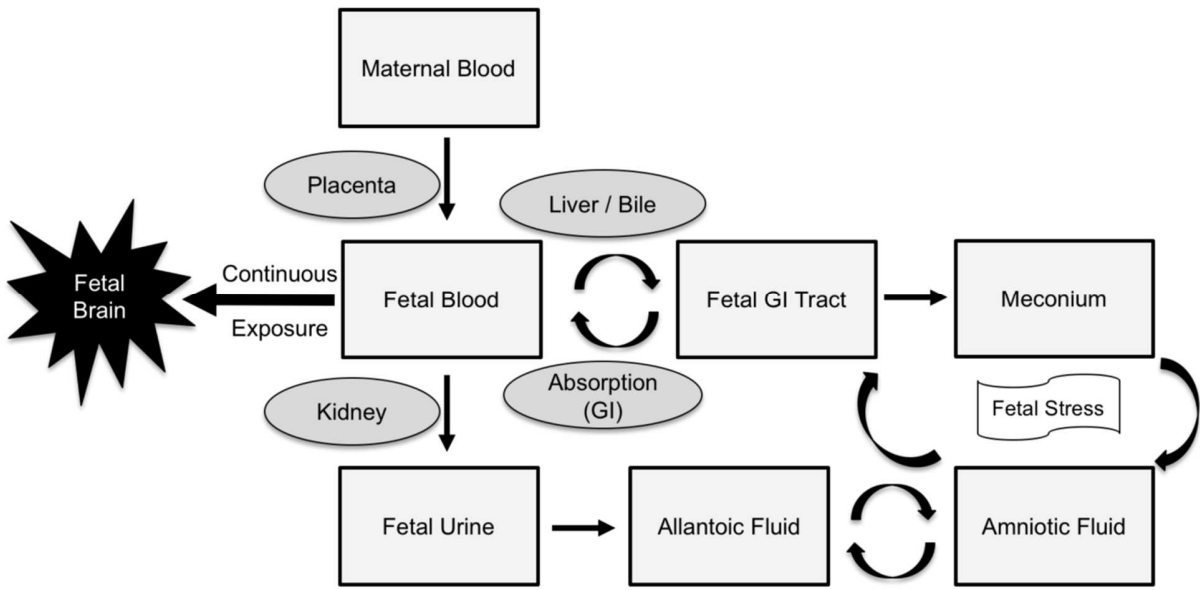 Maternal Blood
Placenta
Liver / Bile
Fetal
Brain
Continuous
Exposure
Fetal Blood
Fetal GI Tract
Meconium
Kidney
Absorption
(GI)
Fetal Stress
Fetal Urine
Allantoic Fluid
Amniotic Fluid